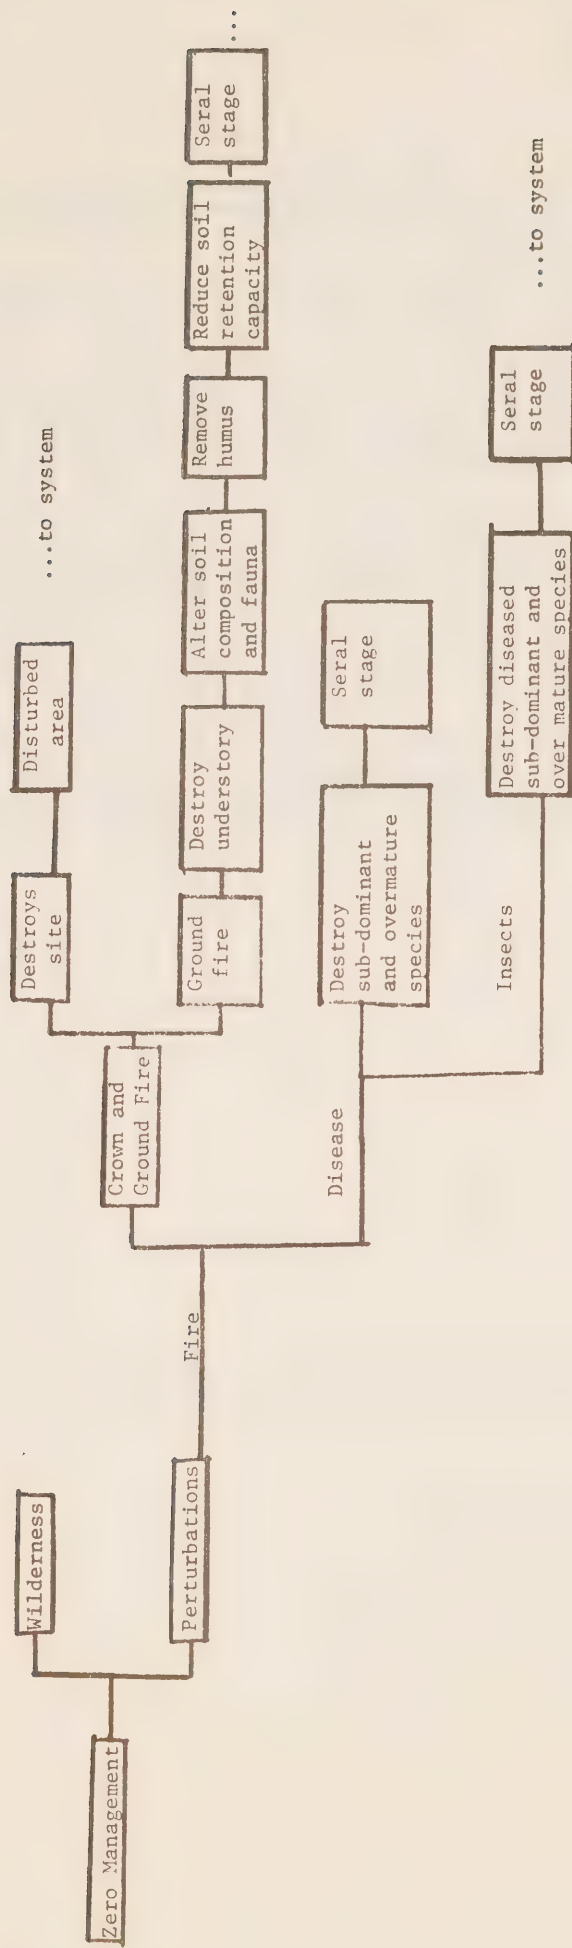 Zero Management
Wilderness
Perturbations
Fire
Crown and
Ground Fire
Destroys
site
Disturbed
area
...to system
Ground
fire
Destroy
understory
Alter soil
composition
and fauna
Remove
humus
Reduce soil
retention
capacity
Seral
stage
...
Disease
Destroy
sub-dominant
and overmature
species
Seral
stage
Insects
Destroy diseased
sub-dominant and
over mature species
Seral
stage
...to system